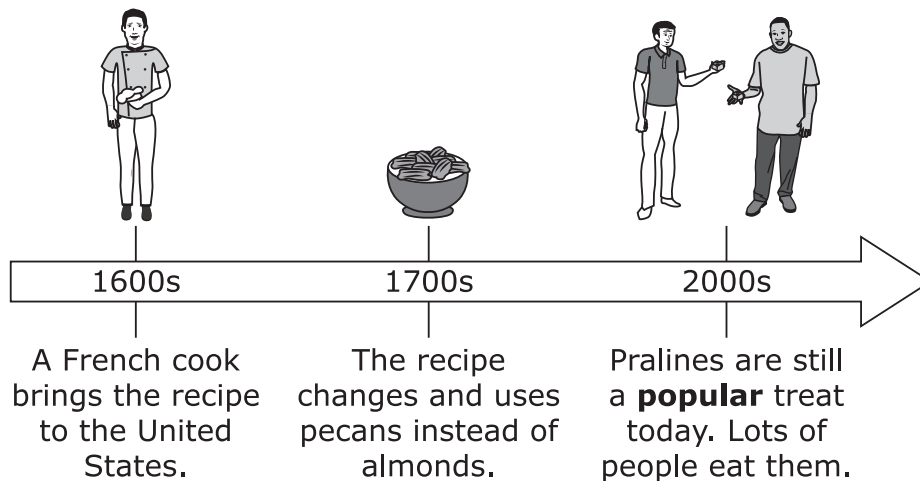 1600s
A French cook
brings the recipe
to the United
States.
1700s
The recipe
changes and uses
pecans instead of
almonds.
2000s
Pralines are still
a popular treat
today. Lots of
people eat them.